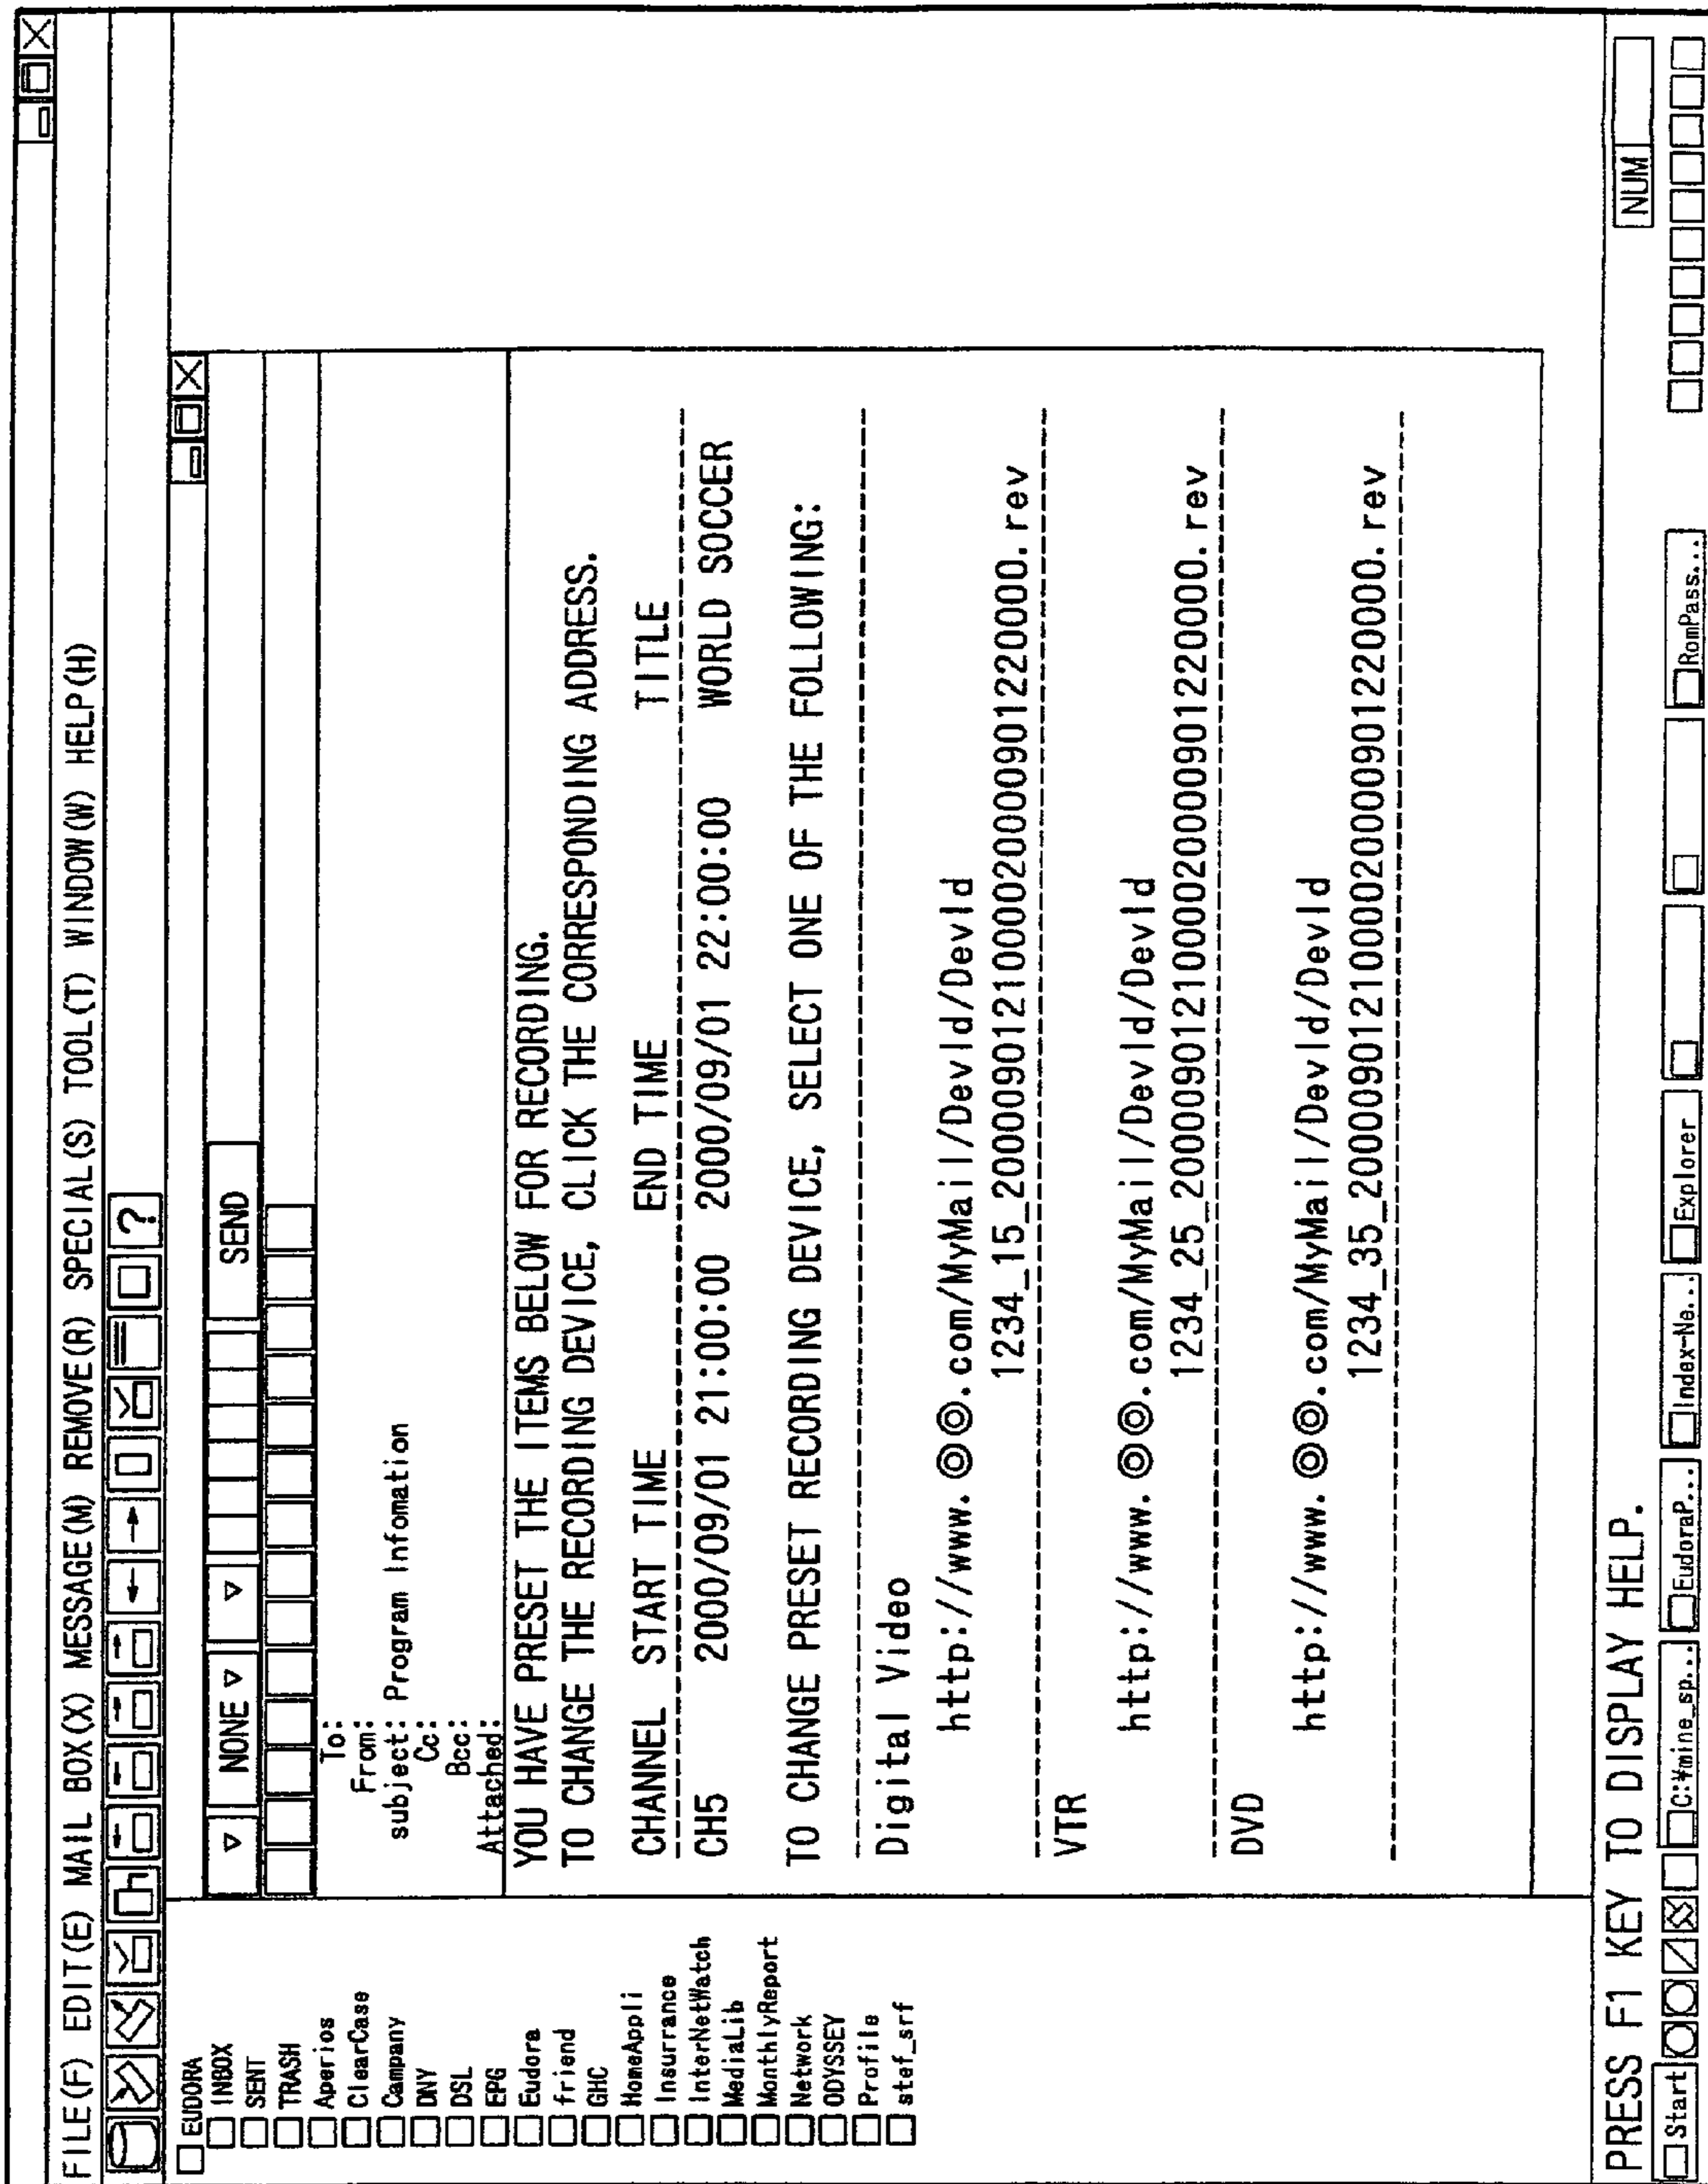 FILE(F) EDIT(E) MAIL BOX(X) MESSAGE(M) REMOVE(R) SPECIAL(S) TOOL(T) WINDOW(W) HELP(H)
?
EUDORA
INBOX
SENT
TRASH
Aperios
ClearCase
Campany
DNY
DSL
EPG
Eudora
friend
GHC
HomeAppli
Insurrance
InterNetWatch
MediaLib
MonthlyReport
Network
ODYSSEY
Profile
stef_srf
NONE SEND
To:
From:
subject: Program Infomation
Cc:
Bcc:
Attached:
YOU HAVE PRESET THE ITEMS BELOW FOR RECORDING.
TO CHANGE THE RECORDING DEVICE, CLICK THE CORRESPONDING ADDRESS.
CHANNEL START TIME END TIME TITLE
CH5 2000/09/01 21:00:00 2000/09/01 22:00:00 WORLD SOCCER
TO CHANGE PRESET RECORDING DEVICE, SELECT ONE OF THE FOLLOWING:
Digital Video
http://www.◎◎.com/MyMail/DevId/DevId
1234_15_2000090121000020000901220000.rev
VTR
http://www.◎◎.com/MyMail/DevId/DevId
1234_25_20000901210600020000901220000.rev
DVD
http://www.◎◎.com/MyMail/DevId/DevId
1234_35_20000901210600020000901220000.rev
PRESS F1 KEY TO DISPLAY HELP.
NUM
Start C:¥mine_sp... EudoraP... Index-Ne... Explorer RomPass...